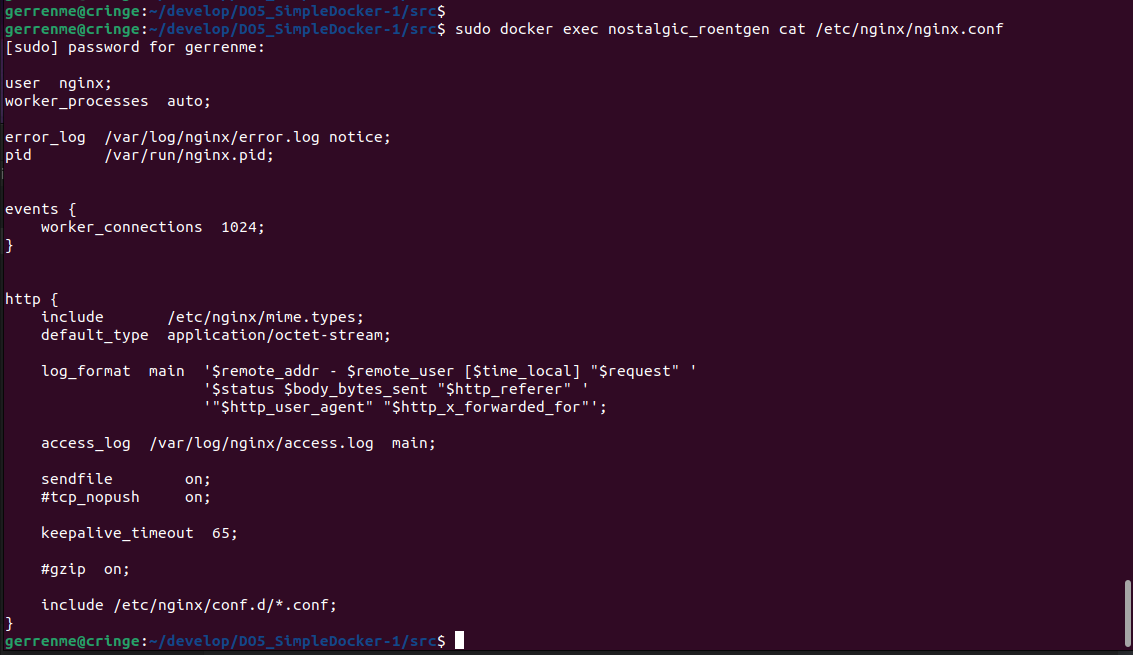 gerrenme@cringe:~/develop/DO5_SimpleDocker-1/src$
gerrenme@cringe:~/develop/DO5_SimpleDocker-1/src$ sudo docker exec nostalgic_roentgen cat /etc/nginx/nginx.conf
[sudo] password for gerrenme:
user  nginx;
worker_processes  auto;
error_log  /var/log/nginx/error.log notice;
pid        /var/run/nginx.pid;
events {
    worker_connections  1024;
}
http {
    include       /etc/nginx/mime.types;
    default_type  application/octet-stream;
    log_format  main  '$remote_addr - $remote_user [$time_local] "$request" '
                      '$status $body_bytes_sent "$http_referer" '
                      '"$http_user_agent" "$http_x_forwarded_for"';
    access_log  /var/log/nginx/access.log  main;
    sendfile        on;
    #tcp_nopush     on;
    keepalive_timeout  65;
    #gzip  on;
    include /etc/nginx/conf.d/*.conf;
}
gerrenme@cringe:~/develop/DO5_SimpleDocker-1/src$